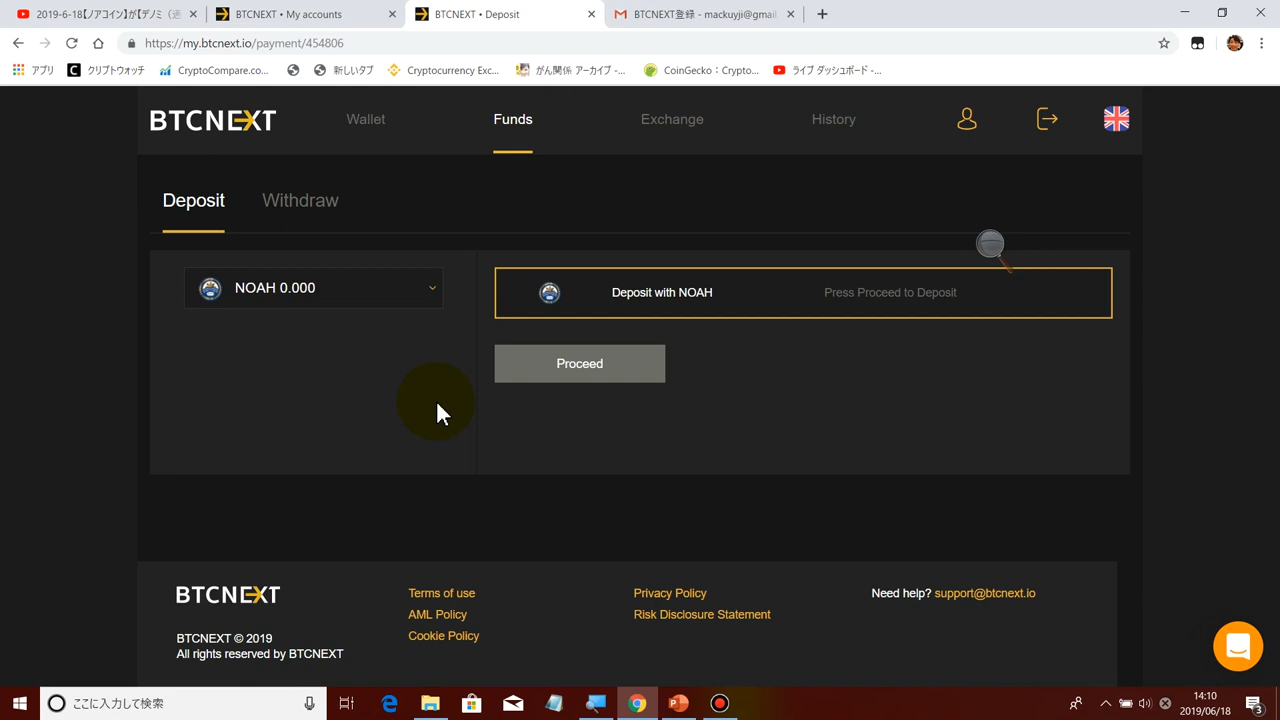 2019-6-18【ノアコイン】が【デノミ（通
BTCNEXT • My accounts
BTCNEXT • Deposit
BTCNEXT登録 - mackuyji@gmail
https://my.btcnext.io/payment/454806
アプリ
クリプトウォッチ
CryptoCompare.co...
新しいタブ
Cryptocurrency Exc...
がん関係 アーカイブ -...
CoinGecko：Crypto...
ライブ ダッシュボード -...
BTCNEXT
Wallet
Funds
Exchange
History
Deposit
Withdraw
NOAH 0.000
Deposit with NOAH
Press Proceed to Deposit
Proceed
BTCNEXT
BTCNEXT © 2019
All rights reserved by BTCNEXT
Terms of use
AML Policy
Cookie Policy
Privacy Policy
Risk Disclosure Statement
Need help? support@btcnext.io
ここに入力して検索
14:10
2019/06/18
3